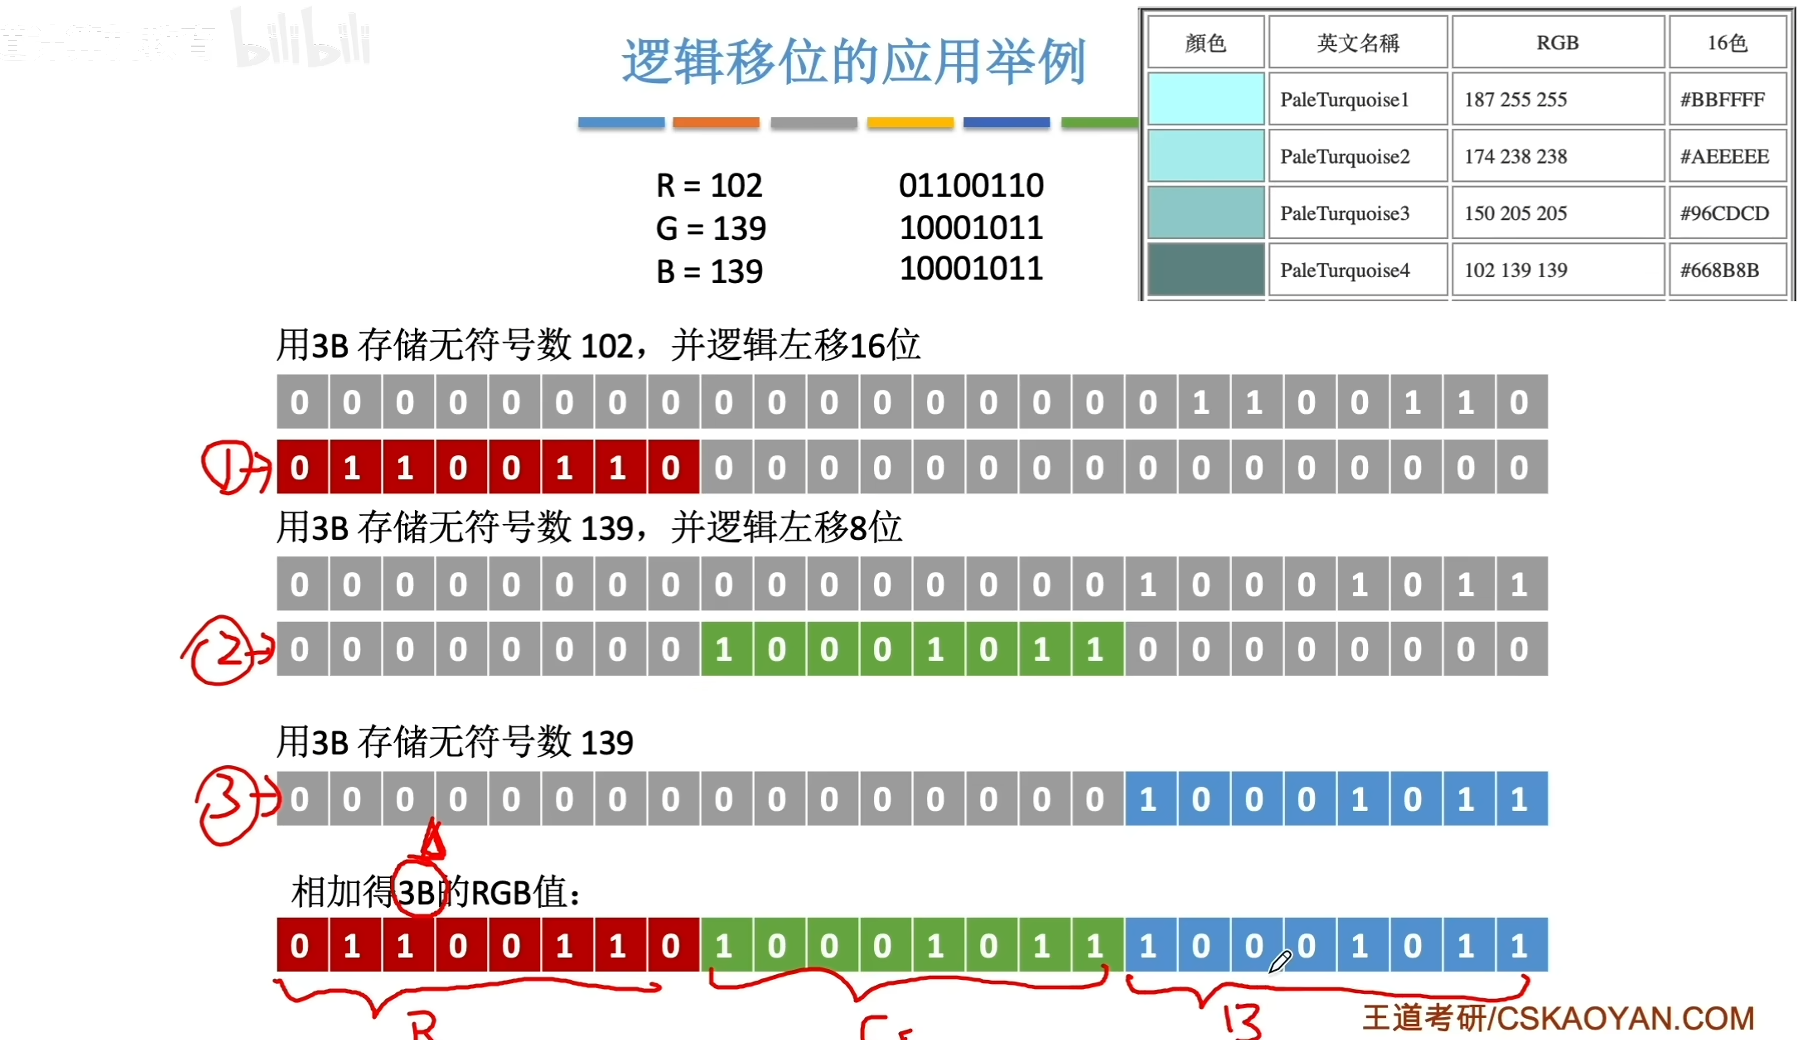 bilibili
逻辑移位的应用举例
顏色 英文名稱 RGB 16色
PaleTurquoise1 187 255 255 #BBFFFF
PaleTurquoise2 174 238 238 #AEEEEE
PaleTurquoise3 150 205 205 #96CDCD
PaleTurquoise4 102 139 139 #668B8B
R = 102 01100110
G = 139 10001011
B = 139 10001011
用3B 存储无符号数 102，并逻辑左移16位
0 0 0 0 0 0 0 0 0 0 0 0 0 0 0 0 0 1 1 0 0 1 1 0
① 0 1 1 0 0 1 1 0 0 0 0 0 0 0 0 0 0 0 0 0 0 0 0 0
用3B 存储无符号数 139，并逻辑左移8位
0 0 0 0 0 0 0 0 0 0 0 0 0 0 0 0 1 0 0 0 1 0 1 1
② 0 0 0 0 0 0 0 0 1 0 0 0 1 0 1 1 0 0 0 0 0 0 0 0
用3B 存储无符号数 139
③ 0 0 0 0 0 0 0 0 0 0 0 0 0 0 0 0 1 0 0 0 1 0 1 1
相加得3B的RGB值：
0 1 1 0 0 1 1 0 1 0 0 0 1 0 1 1 1 0 0 0 1 0 1 1
R G B
王道考研/CSKAOYAN.COM